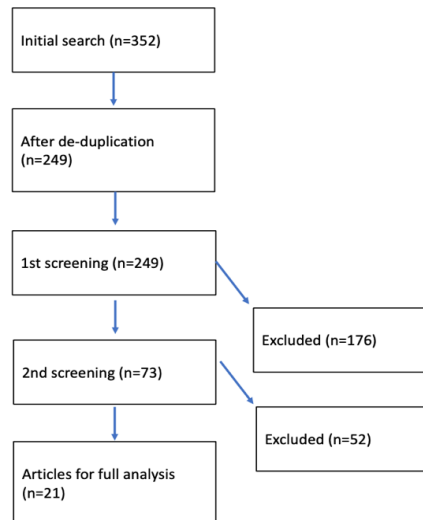 Initial search (n=352)
After de-duplication
(n=249)
1st screening (n=249)
Excluded (n=176)
2nd screening (n=73)
Excluded (n=52)
Articles for full analysis
(n=21)